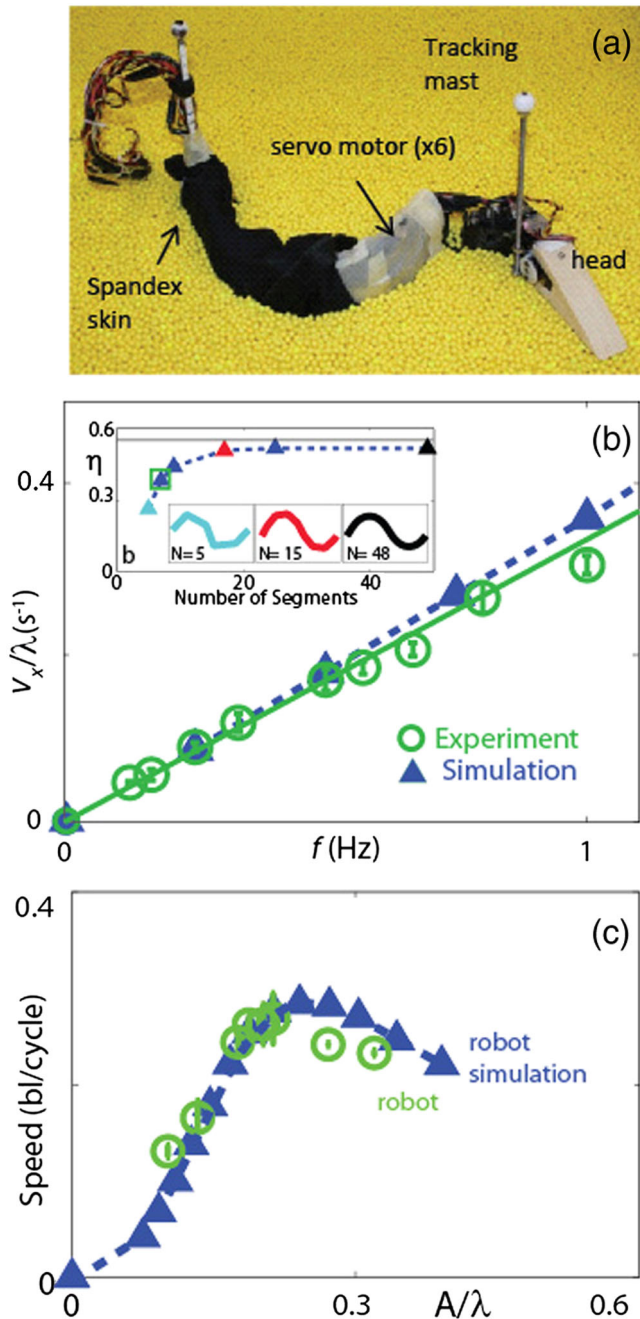 (a)
Tracking
mast
servo motor (x6)
Spandex
skin
head
(b)
0.6
η
0.3
b
N= 5
N= 15
N= 48
0
0
20
40
Number of Segments
0.4
vₓ/λ (s⁻¹)
Experiment
Simulation
0
0
1
f (Hz)
(c)
0.4
Speed (bl/cycle)
robot
simulation
robot
0
0
0.3
A/λ
0.6